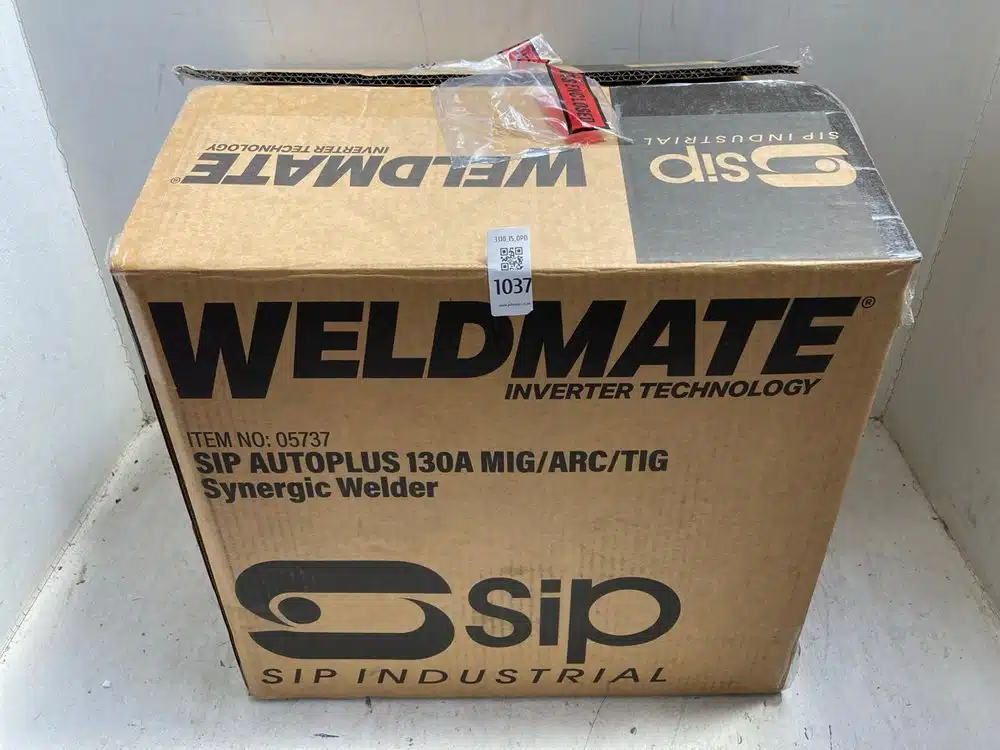 WELDMATE®
INVERTER TECHNOLOGY
sip
SIP INDUSTRIAL
1037
WELDMATE®
INVERTER TECHNOLOGY
ITEM NO: 05737
SIP AUTOPLUS 130A MIG/ARC/TIG
Synergic Welder
sip
SIP INDUSTRIAL